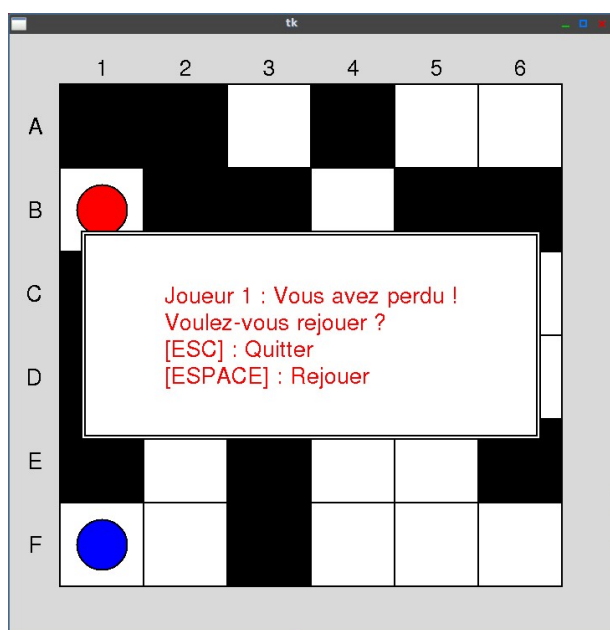 tk
1 2 3 4 5 6
A
B
C
Joueur 1 : Vous avez perdu !
Voulez-vous rejouer ?
[ESC] : Quitter
D
[ESPACE] : Rejouer
E
F